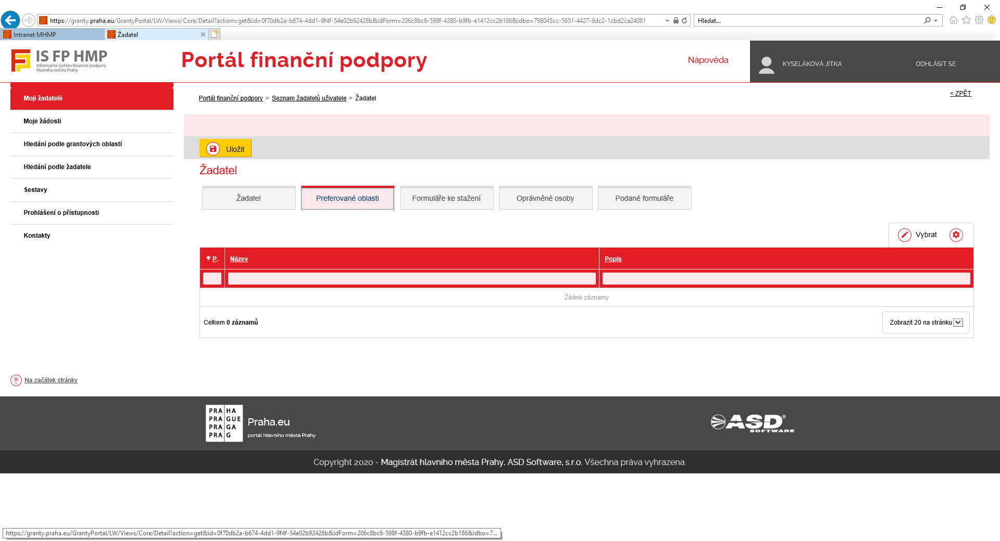 https://granty.praha.eu/GrantyPortal/LW/Views/Core/Detail?action=get&id=0f70db2a-b674-4dd1-9f4f-54e02b92428b&idForm=206c8bc6-598f-4380-b9fb-e1412cc2b186&idbo=798045cc-5651-4427-9dc2-1cbd2ca24081
Hledat...
Intranet MHMP
Žadatel
IS FP HMP
Informační systém finanční podpory
hlavního města Prahy
Portál finanční podpory
Nápověda
KYSELÁKOVÁ JITKA
ODHLÁSIT SE
Moji žadatelé
Moje žádosti
Hledání podle grantových oblastí
Hledání podle žadatele
Sestavy
Prohlášení o přístupnosti
Kontakty
Portál finanční podpory > Seznam žadatelů uživatele > Žadatel
< ZPĚT
Uložit
Žadatel
Žadatel
Preferované oblasti
Formuláře ke stažení
Oprávněné osoby
Podané formuláře
Vybrat
P.
Název
Popis
Žádné záznamy
Celkem 0 záznamů
Zobrazit 20 na stránku
Na začátek stránky
PRA HA
PRA GUE
PRA GA
PRA G
Praha.eu
portál hlavního města Prahy
ASD®
SOFTWARE
Copyright 2020 - Magistrát hlavního města Prahy, ASD Software, s.r.o. Všechna práva vyhrazena.
https://granty.praha.eu/GrantyPortal/LW/Views/Core/Detail?action=get&id=0f70db2a-b674-4dd1-9f4f-54e02b92428b&idForm=206c8bc6-598f-4380-b9fb-e1412cc2b186&idbo=7...